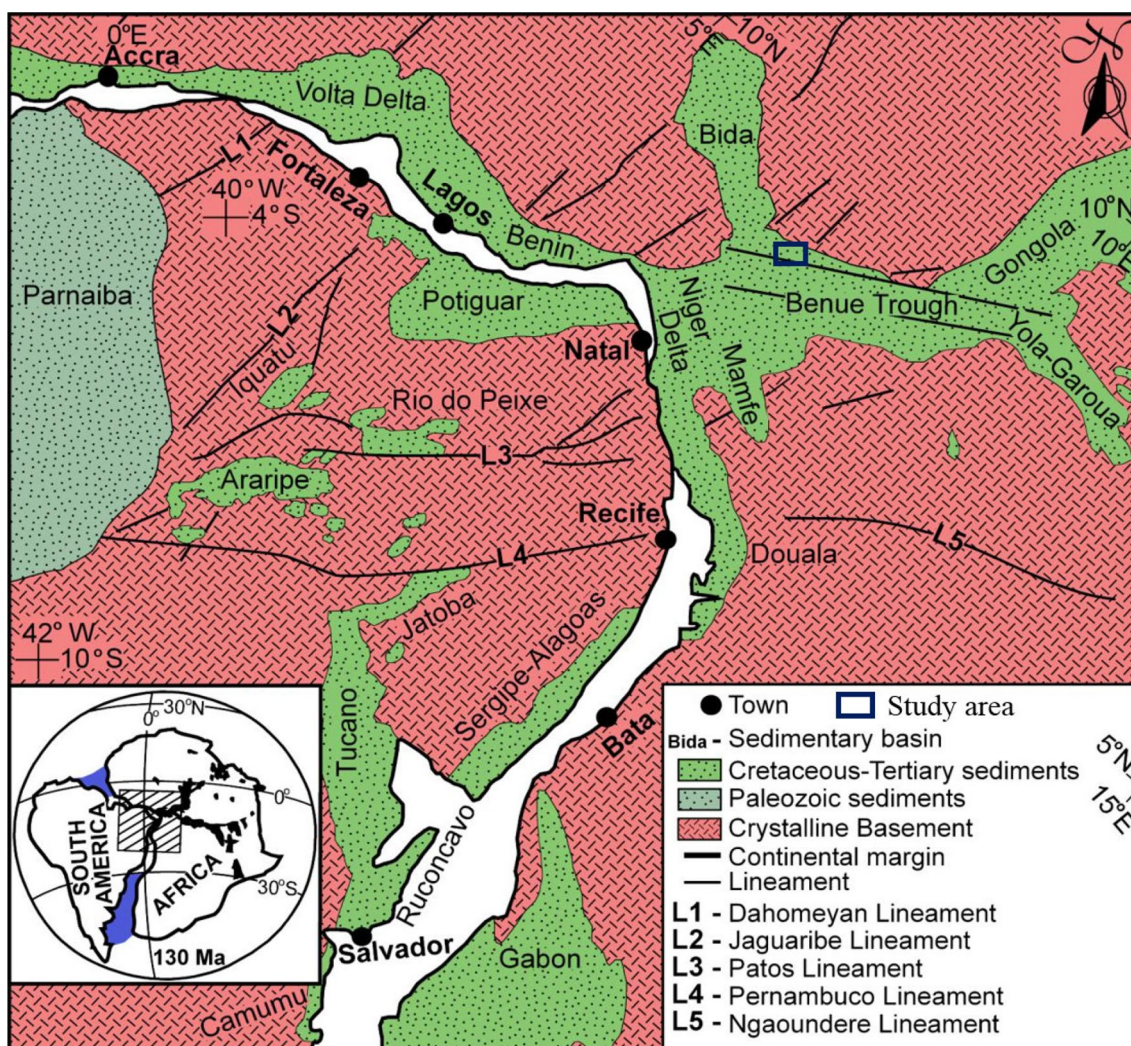 0°E
Accra
5°E
10°N
Volta Delta
Bida
L1
Fortaleza
40° W
4° S
Lagos
Benin
10°N
10°E
Gongola
Parnaiba
Potiguar
Niger
Delta
Benue Trough
L2
Iquatu
Natal
Mamfe
Yola-Garoua
Rio do Peixe
L3
Araripe
Recife
L4
Douala
L5
Jatoba
42° W
10° S
Sergipe-Alagoas
Tucano
Bata
Ruconcavo
Salvador
Gabon
Camumu
30°N
0°
0°
SOUTH
AMERICA
AFRICA
30°S
130 Ma
Town
Study area
Bida - Sedimentary basin
Cretaceous-Tertiary sediments
Paleozoic sediments
Crystalline Basement
Continental margin
Lineament
L1 - Dahomeyan Lineament
L2 - Jaguaribe Lineament
L3 - Patos Lineament
L4 - Pernambuco Lineament
L5 - Ngaoundere Lineament
5°N
15°E